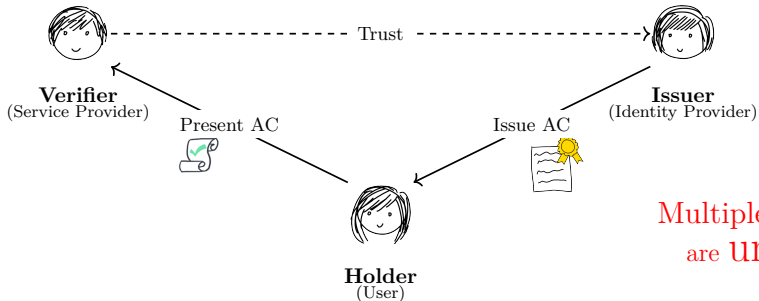 Trust
Verifier
(Service Provider)
Issuer
(Identity Provider)
Present AC
Issue AC
Multiple
are
Holder
(User)